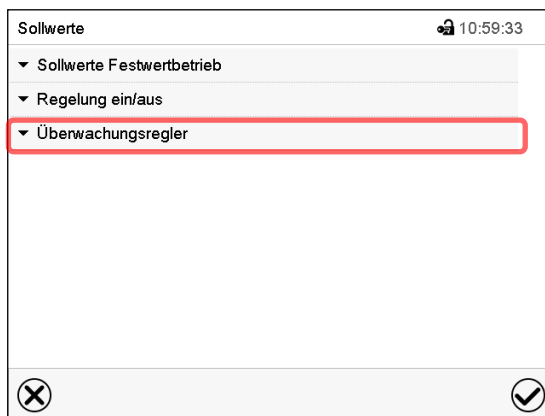 Sollwerte 10:59:33
Sollwerte Festwertbetrieb
Regelung ein/aus
Überwachungsregler